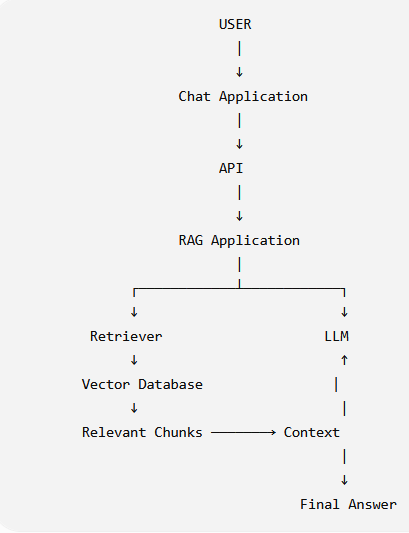 USER
Chat Application
API
RAG Application
Retriever LLM
Vector Database
Relevant Chunks Context
Final Answer